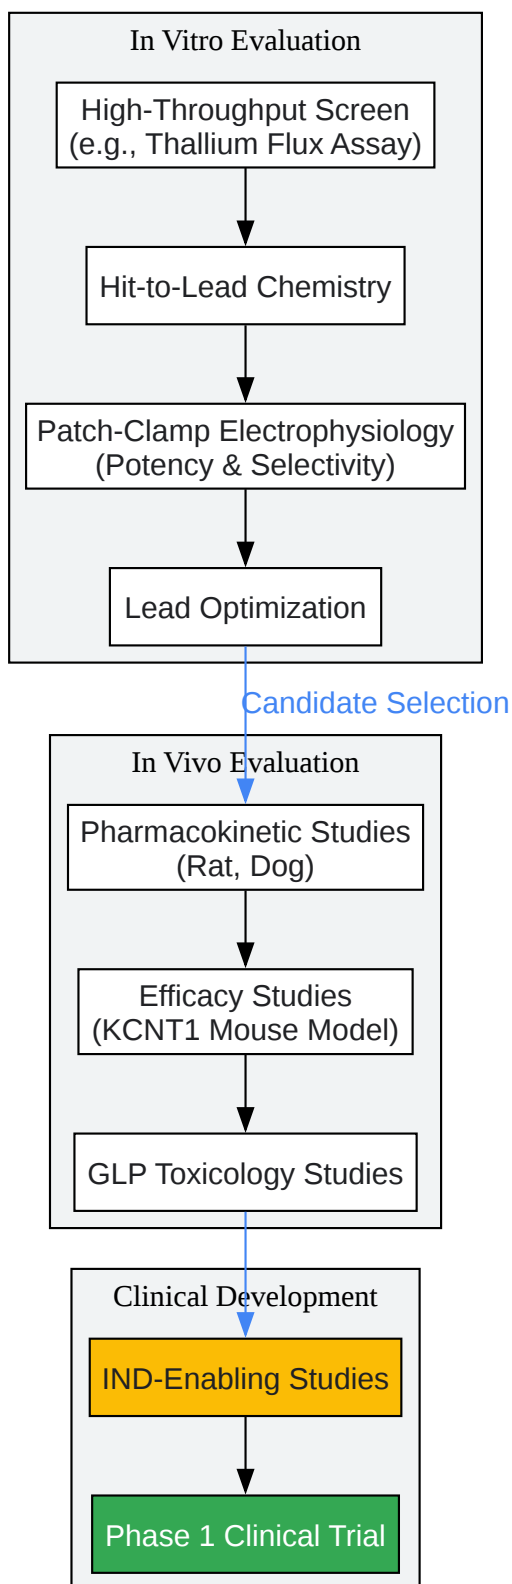 In Vitro Evaluation
High-Throughput Screen
(e.g., Thallium Flux Assay)
Hit-to-Lead Chemistry
Patch-Clamp Electrophysiology
(Potency & Selectivity)
Lead Optimization
Candidate Selection
In Vivo Evaluation
Pharmacokinetic Studies
(Rat, Dog)
Efficacy Studies
(KCNT1 Mouse Model)
GLP Toxicology Studies
Clinical Development
IND-Enabling Studies
Phase 1 Clinical Trial